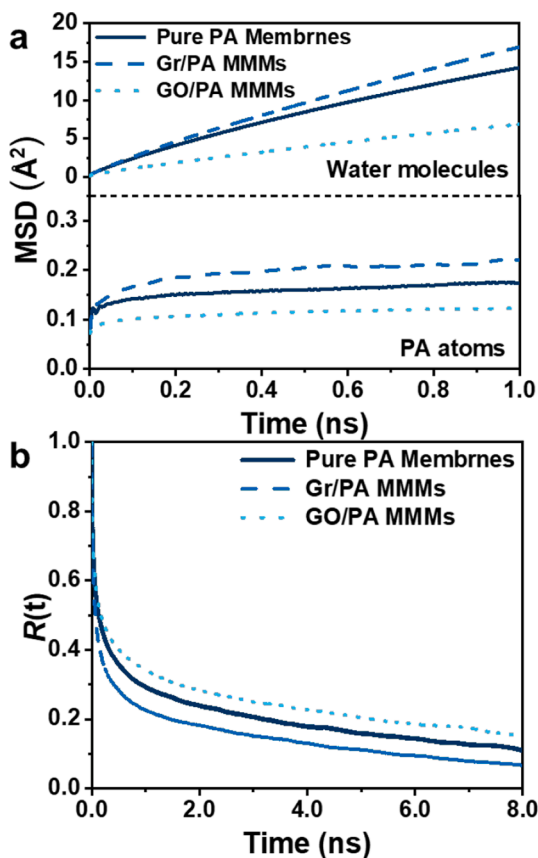 a
Pure PA Membrnes
Gr/PA MMMs
GO/PA MMMs
20
15
10
5
0
Water molecules
MSD (Å²)
0.3
0.2
0.1
0.0
PA atoms
0.0 0.2 0.4 0.6 0.8 1.0
Time (ns)
b
Pure PA Membrnes
Gr/PA MMMs
GO/PA MMMs
1.0
0.8
0.6
0.4
0.2
0.0
R(t)
0.0 2.0 4.0 6.0 8.0
Time (ns)